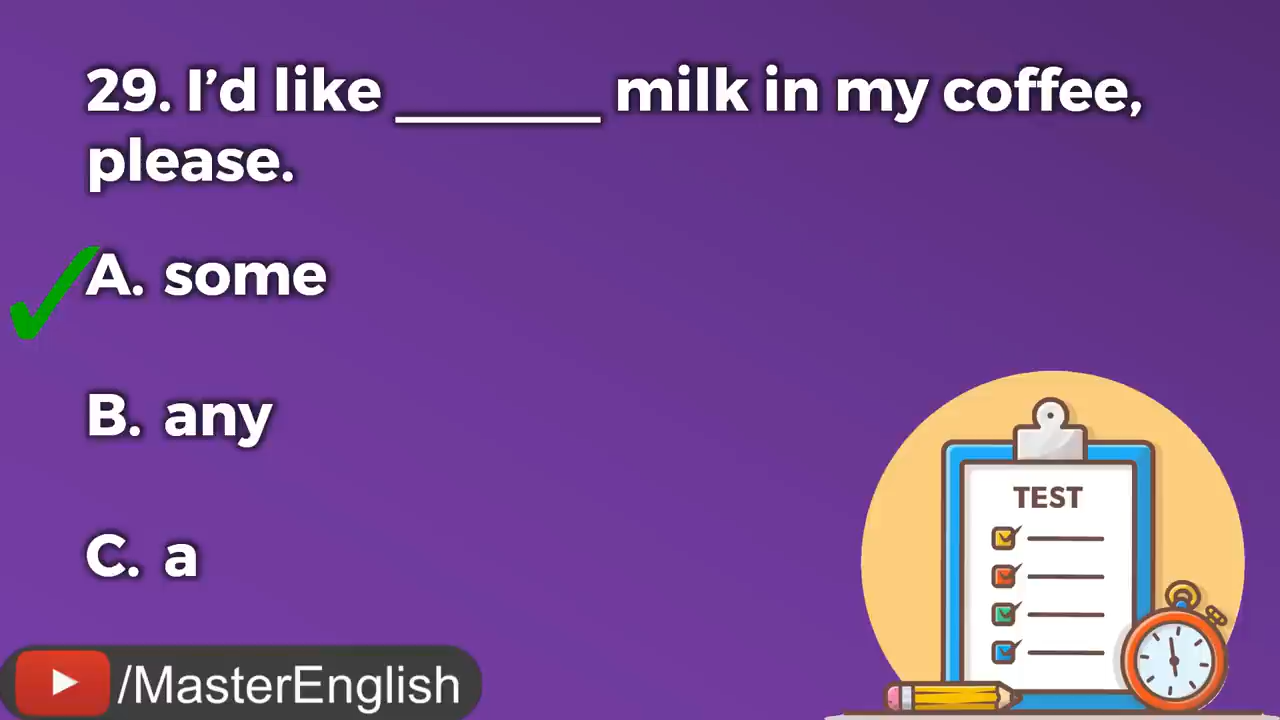 29. I’d like _______ milk in my coffee,
please.
A. some
B. any
C. a
TEST
/MasterEnglish